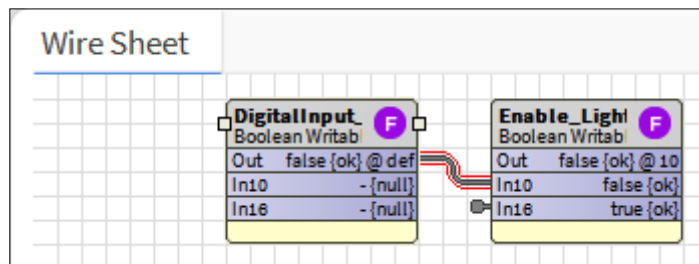 Wire Sheet
DigitalInput_ F
Boolean Writabl
Out false {ok} @ def
In10 - {null}
In16 - {null}
Enable_Light F
Boolean Writabl
Out false {ok} @ 10
In10 false {ok}
In16 true {ok}